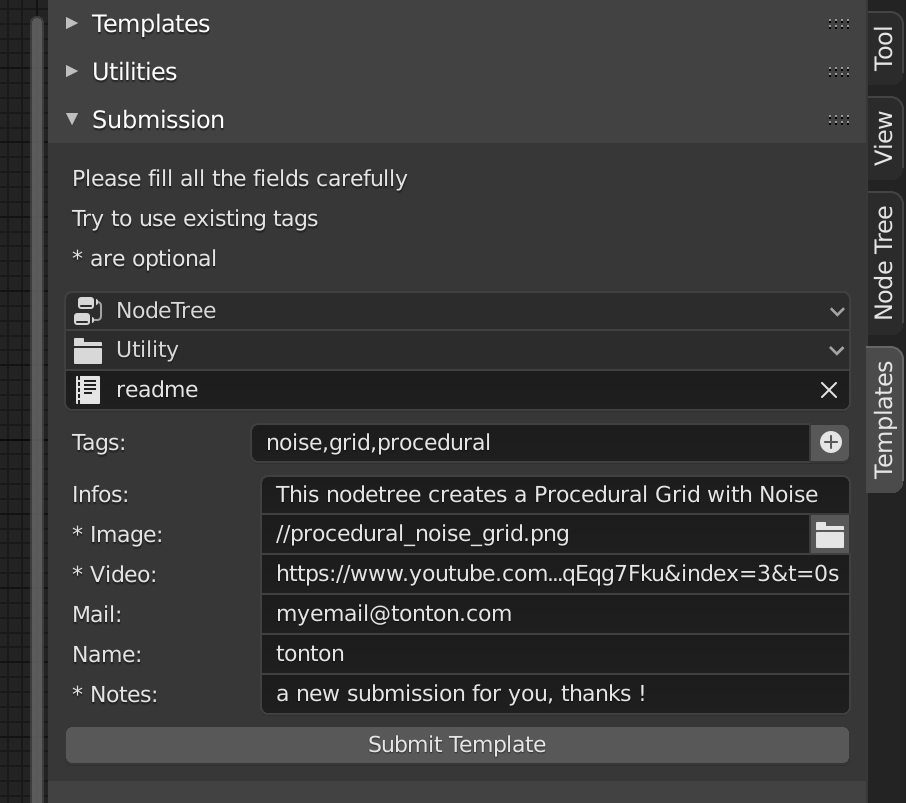 Templates
Utilities
Submission
Please fill all the fields carefully
Try to use existing tags
* are optional
NodeTree
Utility
readme
Tags: noise,grid,procedural
Infos: This nodetree creates a Procedural Grid with Noise
* Image: //procedural_noise_grid.png
* Video: https://www.youtube.com...qEqg7Fku&index=3&t=0s
Mail: myemail@tonton.com
Name: tonton
* Notes: a new submission for you, thanks !
Submit Template
Tool
View
Node Tree
Templates